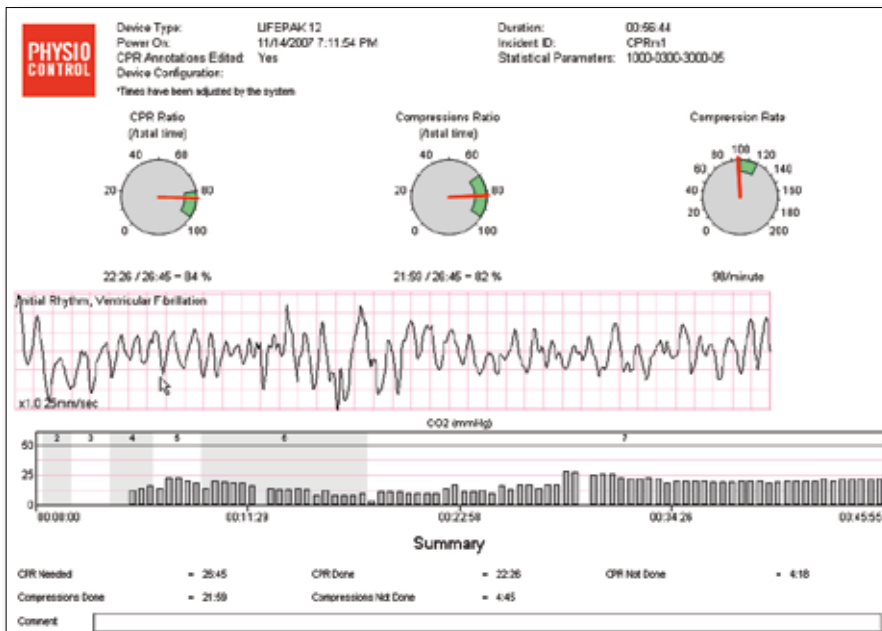 PHYSIO
CONTROL
Device Type: LIFEPAK 12
Power On: 11/14/2007 7:11:54 PM
CPR Annotations Edited: Yes
Device Configuration:
*Times have been adjusted by the system
Duration: 00:56:44
Incident ID: CPRm1
Statistical Parameters: 1000-0300-3000-05
CPR Ratio
(/total time)
0 20 40 60 80 100
22:26 / 26:45 = 84 %
Compressions Ratio
(/total time)
0 20 40 60 80 100
21:59 / 26:45 = 82 %
Compression Rate
0 20 40 60 80 100 120 140 150 180 200
98/minute
Initial Rhythm, Ventricular Fibrillation
x1.0 25mm/sec
CO2 (mmHg)
2 3 4 5 6 7
50
25
0
00:11:29 00:22:58 00:34:26 00:45:55
Summary
CPR Needed = 26:45 CPR Done = 22:26 CPR Not Done = 4:18
Compressions Done = 21:59 Compressions Not Done = 4:45
Comment